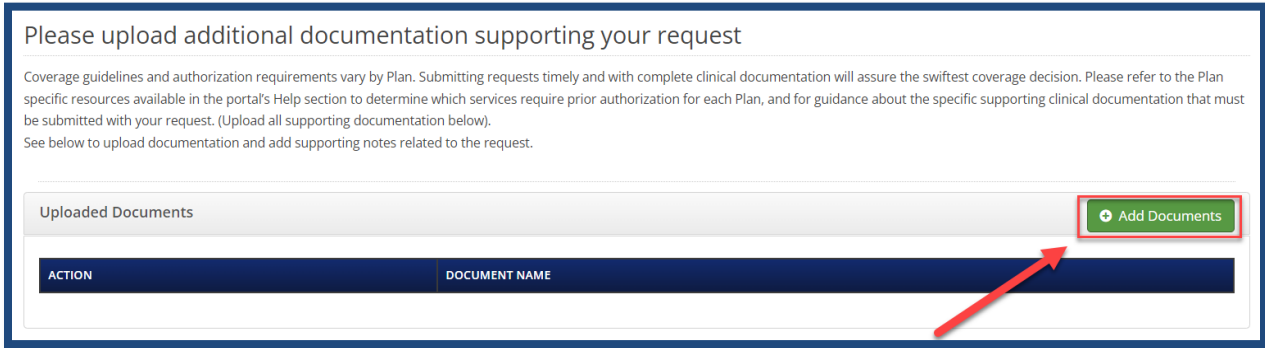 Please upload additional documentation supporting your request
Coverage guidelines and authorization requirements vary by Plan. Submitting requests timely and with complete clinical documentation will assure the swiftest coverage decision. Please refer to the Plan
specific resources available in the portal's Help section to determine which services require prior authorization for each Plan, and for guidance about the specific supporting clinical documentation that must
be submitted with your request. (Upload all supporting documentation below).
See below to upload documentation and add supporting notes related to the request.
Uploaded Documents
Add Documents
ACTION
DOCUMENT NAME